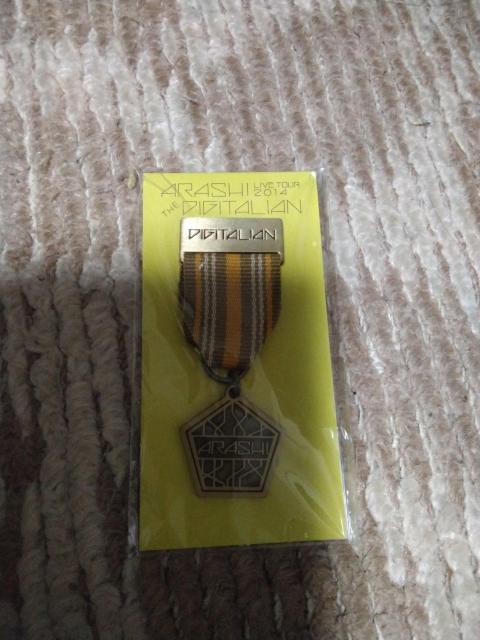 ARASHI LIVE TOUR 2014
THE DIGITALIAN
DIGITALIAN
ARASHI